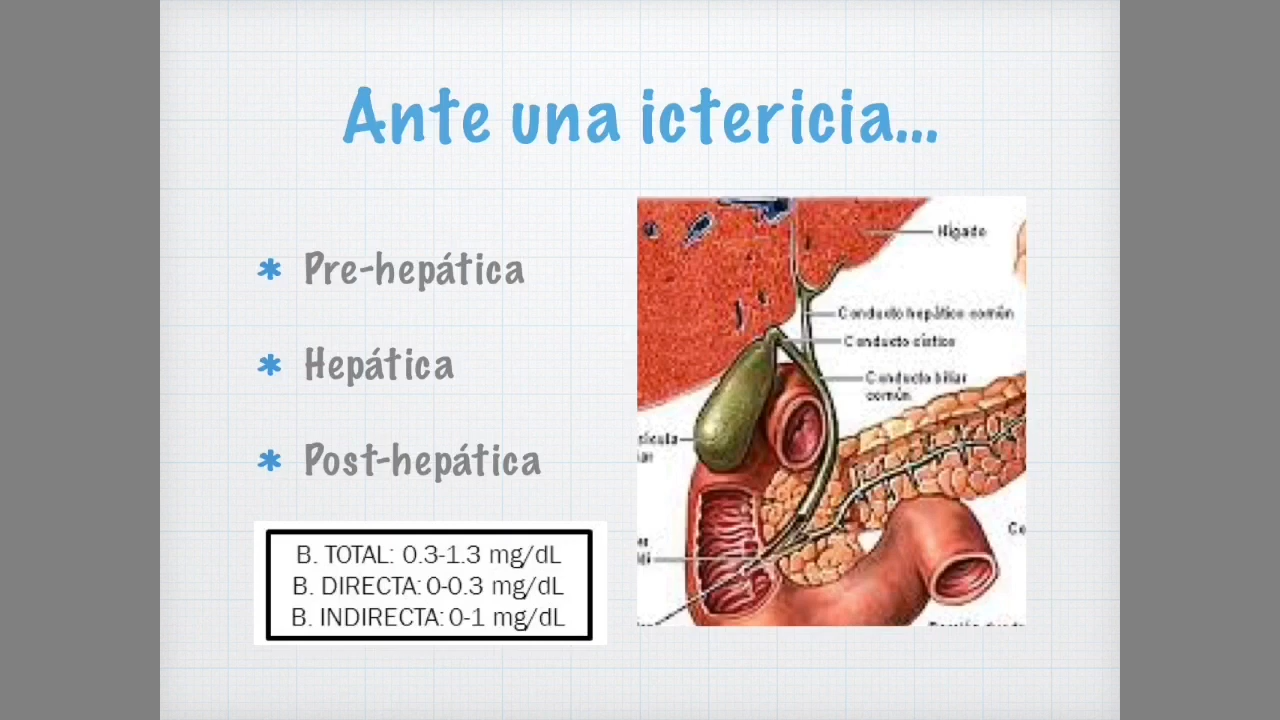 Ante una ictericia...
* Pre-hepática
* Hepática
* Post-hepática
B. TOTAL: 0.3-1.3 mg/dL
B. DIRECTA: 0-0.3 mg/dL
B. INDIRECTA: 0-1 mg/dL
Hígado
Conducto hepático común
Conducto cístico
Conducto biliar
común